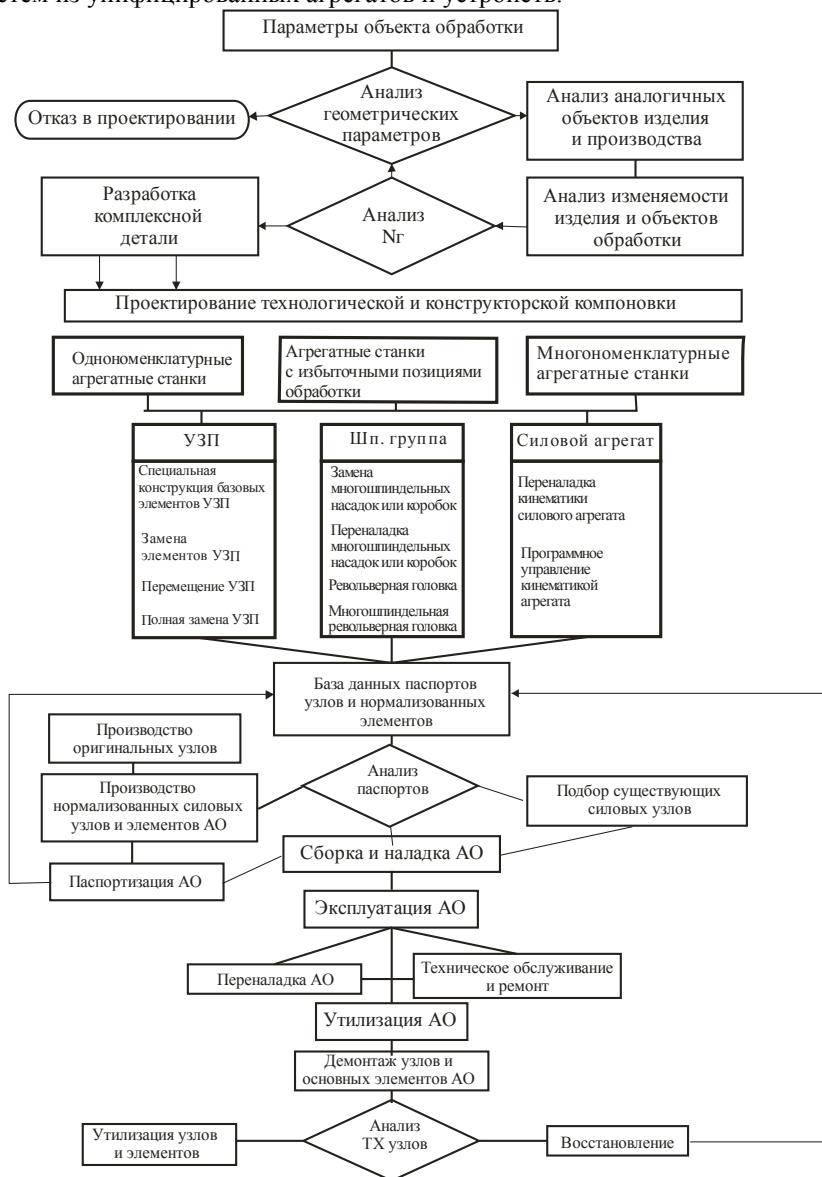 стем из унифицированных агрегатов и устройств.
Параметры объекта обработки
Анализ
геометрических
параметров
Отказ в проектировании
Анализ аналогичных
объектов изделия
и производства
Разработка
комплексной
детали
Анализ
Nг
Анализ изменяемости
изделия и объектов
обработки
Проектирование технологической и конструкторской компоновки
Однономенклатурные
агрегатные станки
Агрегатные станки
с избыточными позициями
обработки
Многономенклатурные
агрегатные станки
УЗП
Специальная
конструкция базовых
элементов УЗП
Замена
элементов УЗП
Перемещение УЗП
Полная замена УЗП
Шп. группа
Замена
многошпиндельных
насадок или коробок
Переналадка
многошпиндельных
насадок или коробок
Револьверная головка
Многошпиндельная
револьверная головка
Силовой агрегат
Переналадка
кинематики
силового агрегата
Программное
управление
кинематикой
агрегата
База данных паспортов
узлов и нормализованных
элементов
Производство
оригинальных узлов
Анализ
паспортов
Производство
нормализованных силовых
узлов и элементов АО
Подбор существующих
силовых узлов
Сборка и наладка АО
Паспортизация АО
Эксплуатация АО
Переналадка АО
Техническое обслуживание
и ремонт
Утилизация АО
Демонтаж узлов и
основных элементов АО
Утилизация узлов
и элементов
Анализ
ТХ узлов
Восстановление